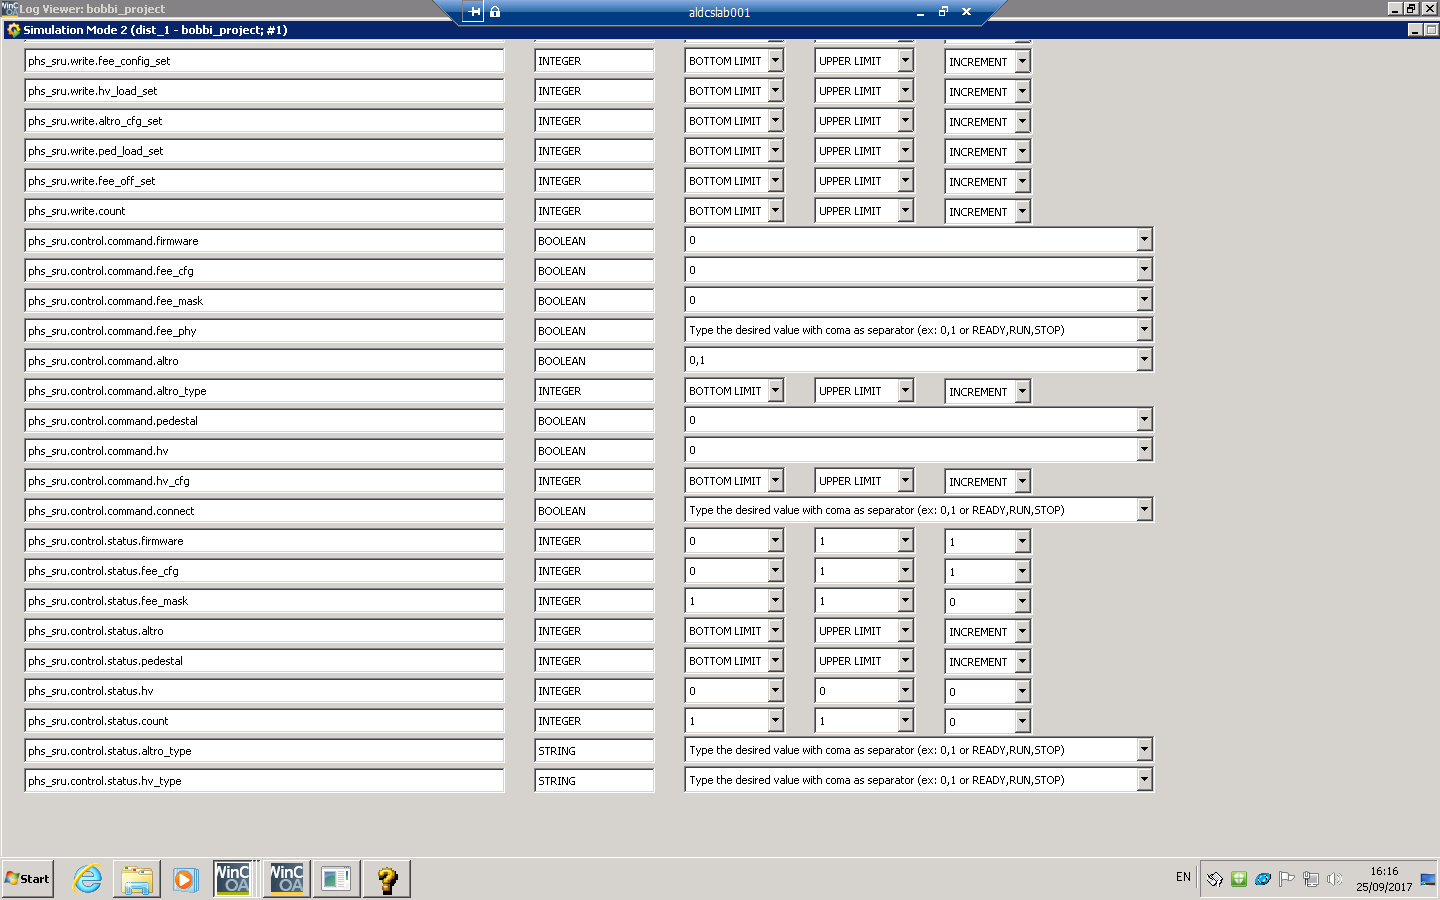 WinC Log Viewer: bobbi_project
OA
aldcslab001
Simulation Mode 2 (dist_1 - bobbi_project; #1)
phs_sru.write.fee_config_set INTEGER BOTTOM LIMIT UPPER LIMIT INCREMENT
phs_sru.write.hv_load_set INTEGER BOTTOM LIMIT UPPER LIMIT INCREMENT
phs_sru.write.altro_cfg_set INTEGER BOTTOM LIMIT UPPER LIMIT INCREMENT
phs_sru.write.ped_load_set INTEGER BOTTOM LIMIT UPPER LIMIT INCREMENT
phs_sru.write.fee_off_set INTEGER BOTTOM LIMIT UPPER LIMIT INCREMENT
phs_sru.write.count INTEGER BOTTOM LIMIT UPPER LIMIT INCREMENT
phs_sru.control.command.firmware BOOLEAN 0
phs_sru.control.command.fee_cfg BOOLEAN 0
phs_sru.control.command.fee_mask BOOLEAN 0
phs_sru.control.command.fee_phy BOOLEAN Type the desired value with coma as separator (ex: 0,1 or READY,RUN,STOP)
phs_sru.control.command.altro BOOLEAN 0,1
phs_sru.control.command.altro_type INTEGER BOTTOM LIMIT UPPER LIMIT INCREMENT
phs_sru.control.command.pedestal BOOLEAN 0
phs_sru.control.command.hv BOOLEAN 0
phs_sru.control.command.hv_cfg INTEGER BOTTOM LIMIT UPPER LIMIT INCREMENT
phs_sru.control.command.connect BOOLEAN Type the desired value with coma as separator (ex: 0,1 or READY,RUN,STOP)
phs_sru.control.status.firmware INTEGER 0 1 1
phs_sru.control.status.fee_cfg INTEGER 0 1 1
phs_sru.control.status.fee_mask INTEGER 1 1 0
phs_sru.control.status.altro INTEGER BOTTOM LIMIT UPPER LIMIT INCREMENT
phs_sru.control.status.pedestal INTEGER BOTTOM LIMIT UPPER LIMIT INCREMENT
phs_sru.control.status.hv INTEGER 0 0 0
phs_sru.control.status.count INTEGER 1 1 0
phs_sru.control.status.altro_type STRING Type the desired value with coma as separator (ex: 0,1 or READY,RUN,STOP)
phs_sru.control.status.hv_type STRING Type the desired value with coma as separator (ex: 0,1 or READY,RUN,STOP)
Start WinC OA WinC OA EN 16:16
25/09/2017